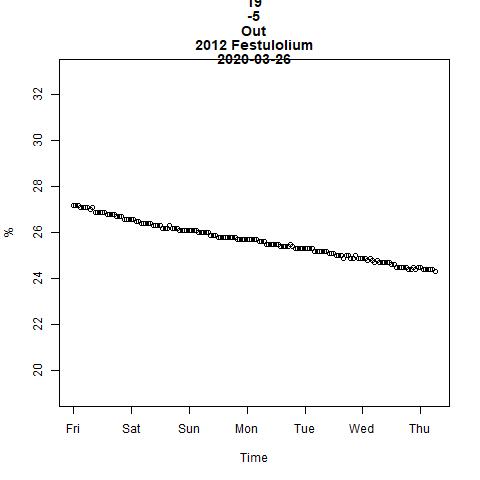 19
-5
Out
2012 Festulolium
2020-03-26
%
32
30
28
26
24
22
20
Fri
Sat
Sun
Mon
Tue
Wed
Thu
Time